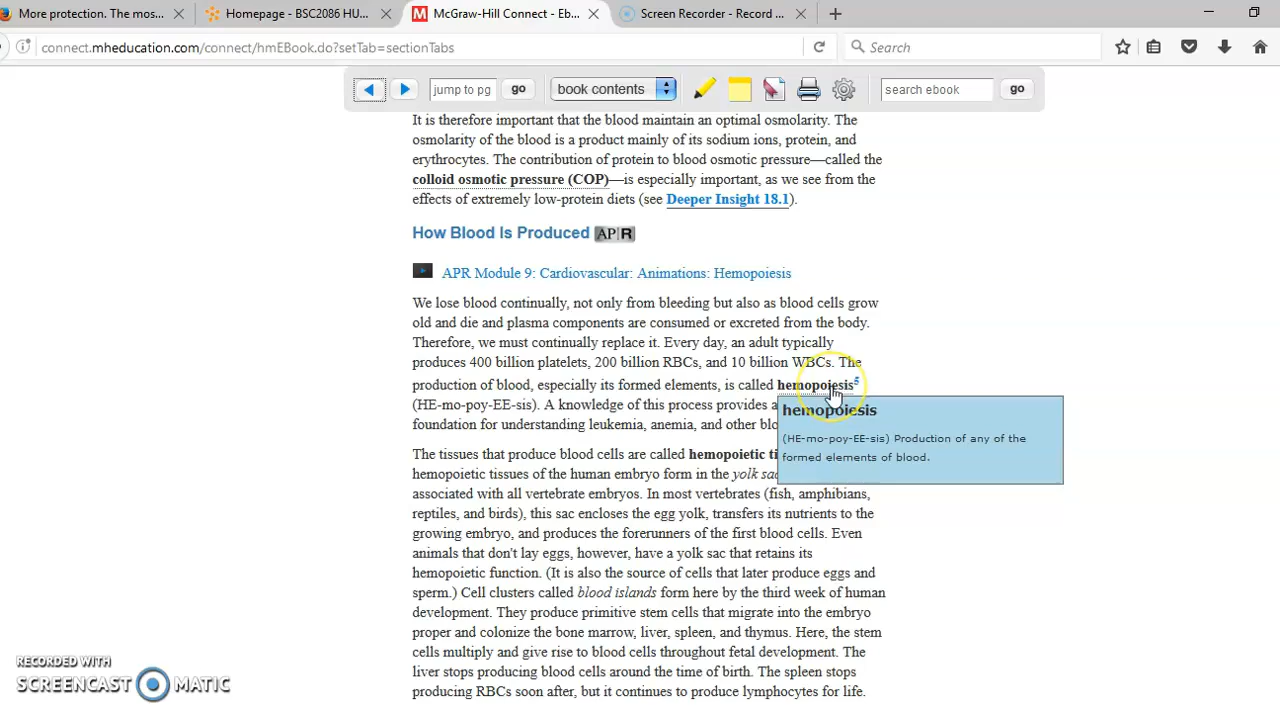 More protection. The mos...
Homepage - BSC2086 HU...
McGraw-Hill Connect - Eb...
Screen Recorder - Record ...
connect.mheducation.com/connect/hmEBook.do?setTab=sectionTabs
Search
jump to pg
go
book contents
search ebook
go
It is therefore important that the blood maintain an optimal osmolarity. The
osmolarity of the blood is a product mainly of its sodium ions, protein, and
erythrocytes. The contribution of protein to blood osmotic pressure—called the
colloid osmotic pressure (COP)—is especially important, as we see from the
effects of extremely low-protein diets (see Deeper Insight 18.1).
How Blood Is Produced AP|R
APR Module 9: Cardiovascular: Animations: Hemopoiesis
We lose blood continually, not only from bleeding but also as blood cells grow
old and die and plasma components are consumed or excreted from the body.
Therefore, we must continually replace it. Every day, an adult typically
produces 400 billion platelets, 200 billion RBCs, and 10 billion WBCs. The
production of blood, especially its formed elements, is called hemopoiesis5
(HE-mo-poy-EE-sis). A knowledge of this process provides a
foundation for understanding leukemia, anemia, and other blo
hemopoiesis
(HE-mo-poy-EE-sis) Production of any of the
formed elements of blood.
The tissues that produce blood cells are called hemopoietic ti
hemopoietic tissues of the human embryo form in the yolk sac
associated with all vertebrate embryos. In most vertebrates (fish, amphibians,
reptiles, and birds), this sac encloses the egg yolk, transfers its nutrients to the
growing embryo, and produces the forerunners of the first blood cells. Even
animals that don't lay eggs, however, have a yolk sac that retains its
hemopoietic function. (It is also the source of cells that later produce eggs and
sperm.) Cell clusters called blood islands form here by the third week of human
development. They produce primitive stem cells that migrate into the embryo
proper and colonize the bone marrow, liver, spleen, and thymus. Here, the stem
cells multiply and give rise to blood cells throughout fetal development. The
liver stops producing blood cells around the time of birth. The spleen stops
producing RBCs soon after, but it continues to produce lymphocytes for life.
RECORDED WITH
SCREENCAST MATIC